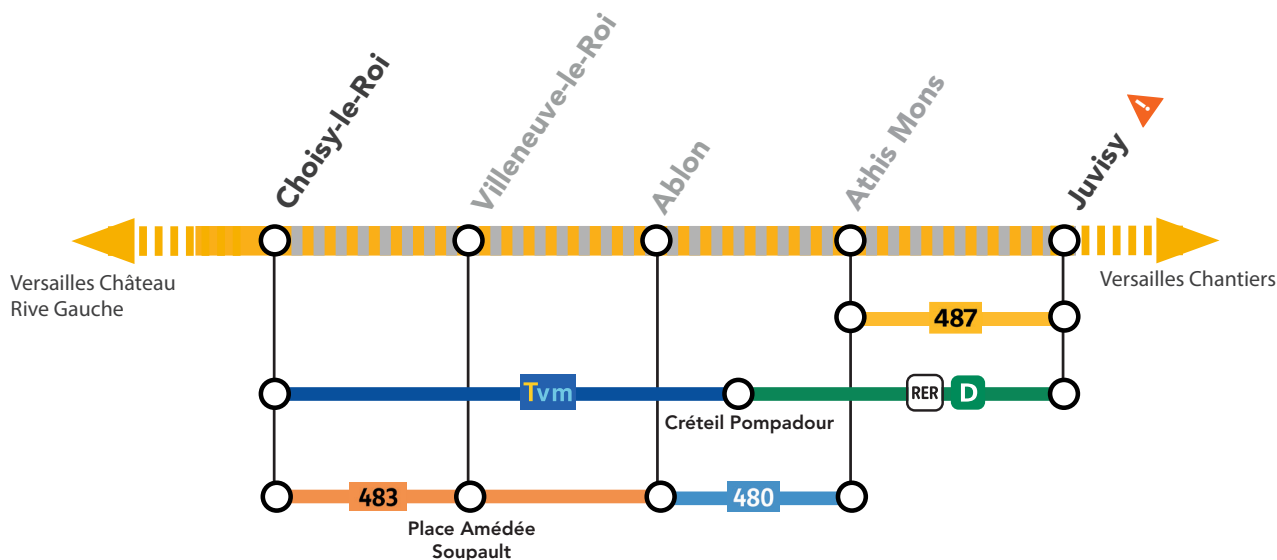 Choisy-le-Roi
Villeneuve-le-Roi
Ablon
Athis Mons
Juvisy
!
Versailles Château
Rive Gauche
Versailles Chantiers
487
Tvm
RER D
Créteil Pompadour
483
480
Place Amédée
Soupault